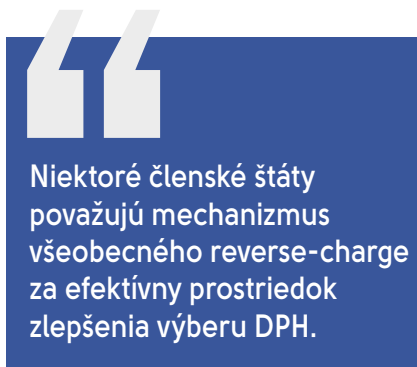 Niektoré členské štáty
považujú mechanizmus
všeobecného reverse-charge
za efektívny prostriedok
zlepšenia výberu DPH.